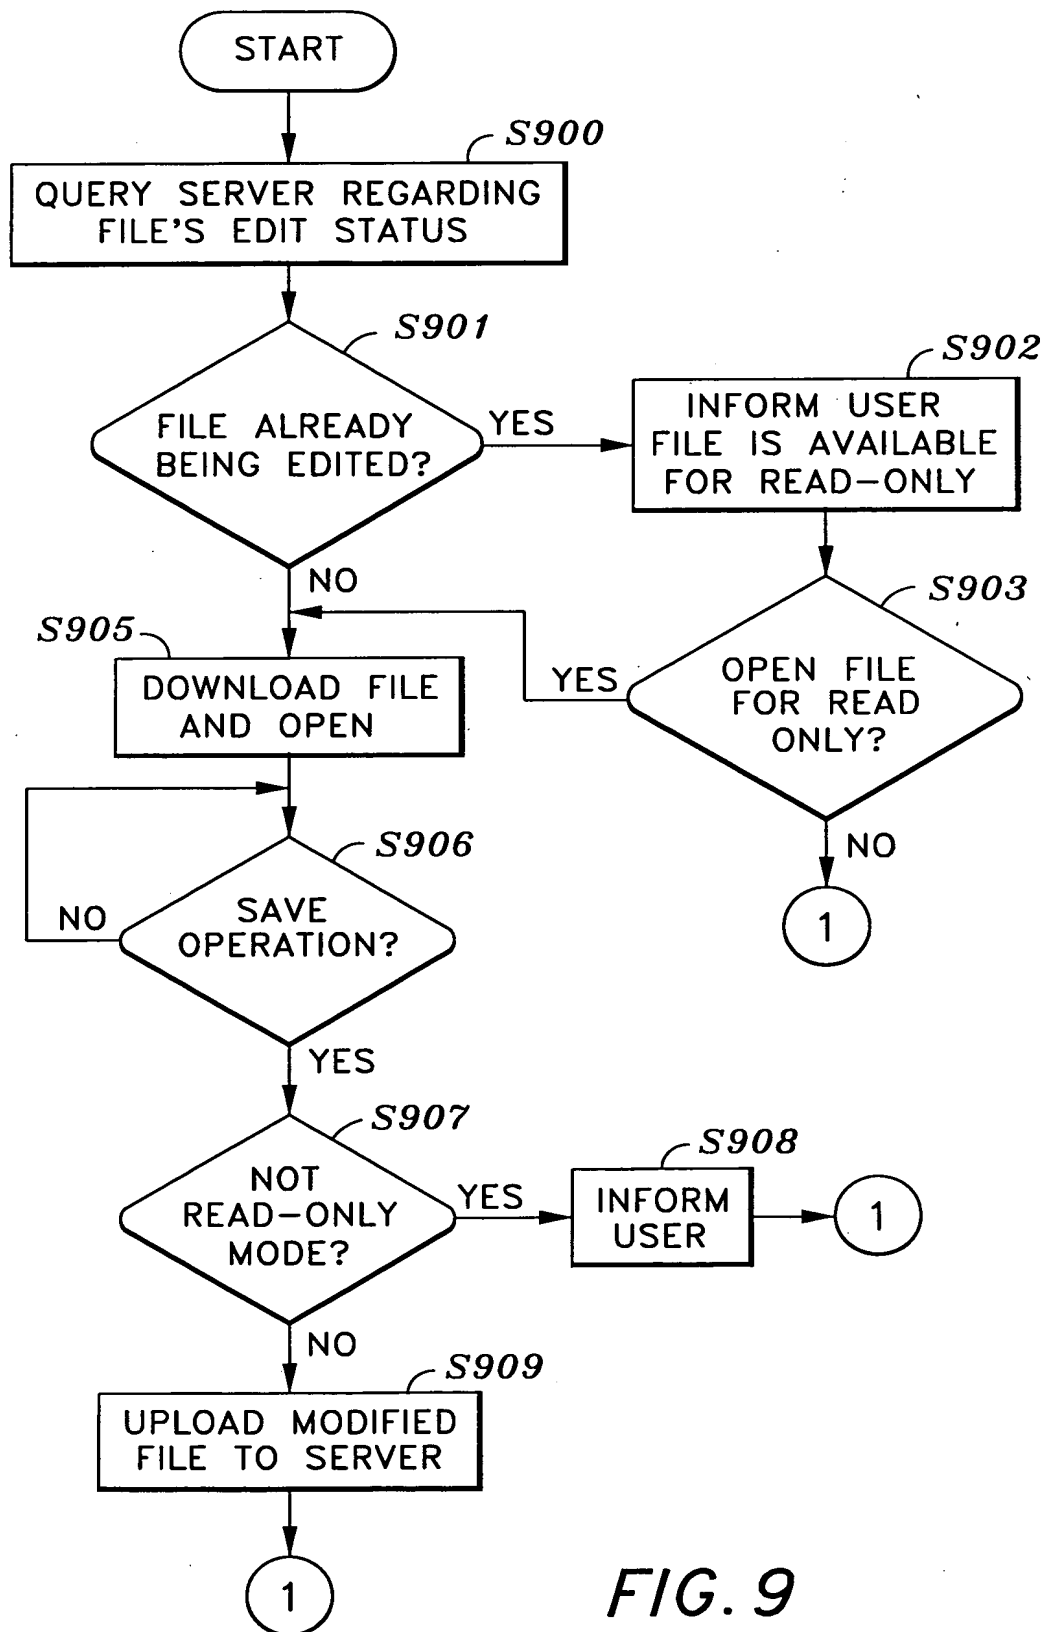 START
S900
QUERY SERVER REGARDING
FILE'S EDIT STATUS
S901
FILE ALREADY
BEING EDITED?
YES
NO
S902
INFORM USER
FILE IS AVAILABLE
FOR READ-ONLY
S903
OPEN FILE
FOR READ
ONLY?
YES
NO
1
S905
DOWNLOAD FILE
AND OPEN
S906
SAVE
OPERATION?
NO
YES
S907
NOT
READ-ONLY
MODE?
YES
S908
INFORM
USER
1
NO
S909
UPLOAD MODIFIED
FILE TO SERVER
1
FIG. 9